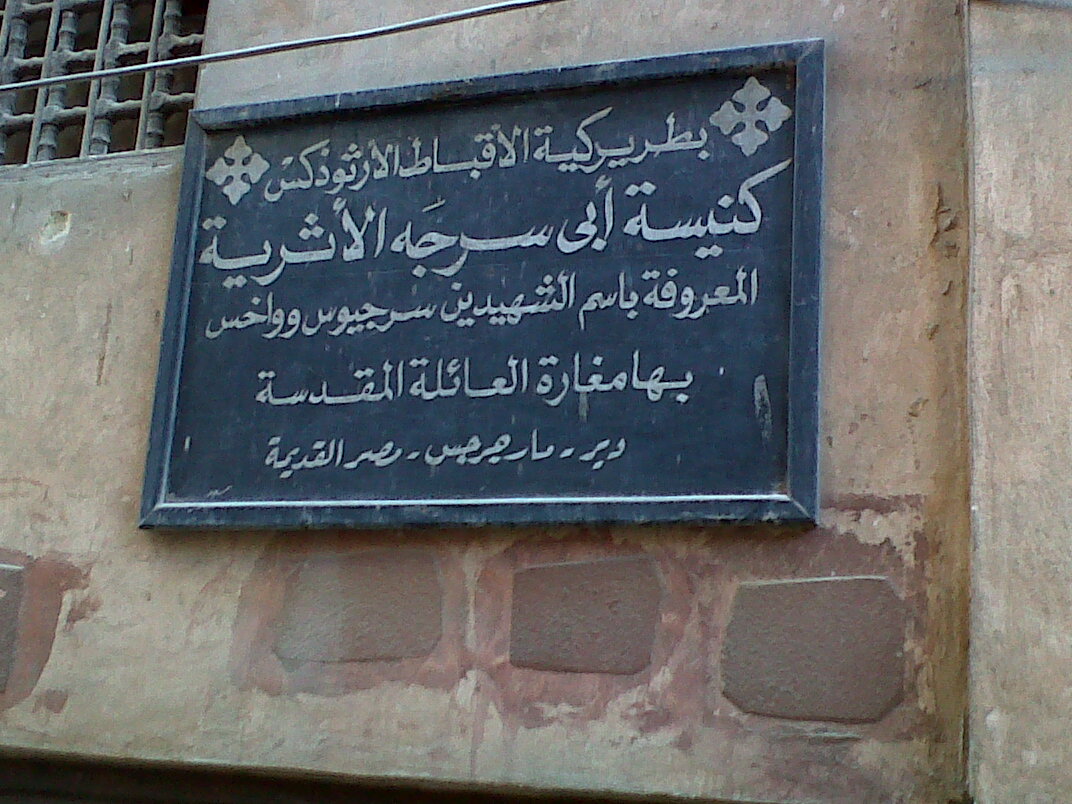 بطريركية الأقباط الأرثوذكس
كنيسة أبى سرجَه الأثرية
المعروفة باسم الشهيدين سرجيوس وواخس
بها مغارة العائلة المقدسة
دير - مارجرجس - مصر القديمة